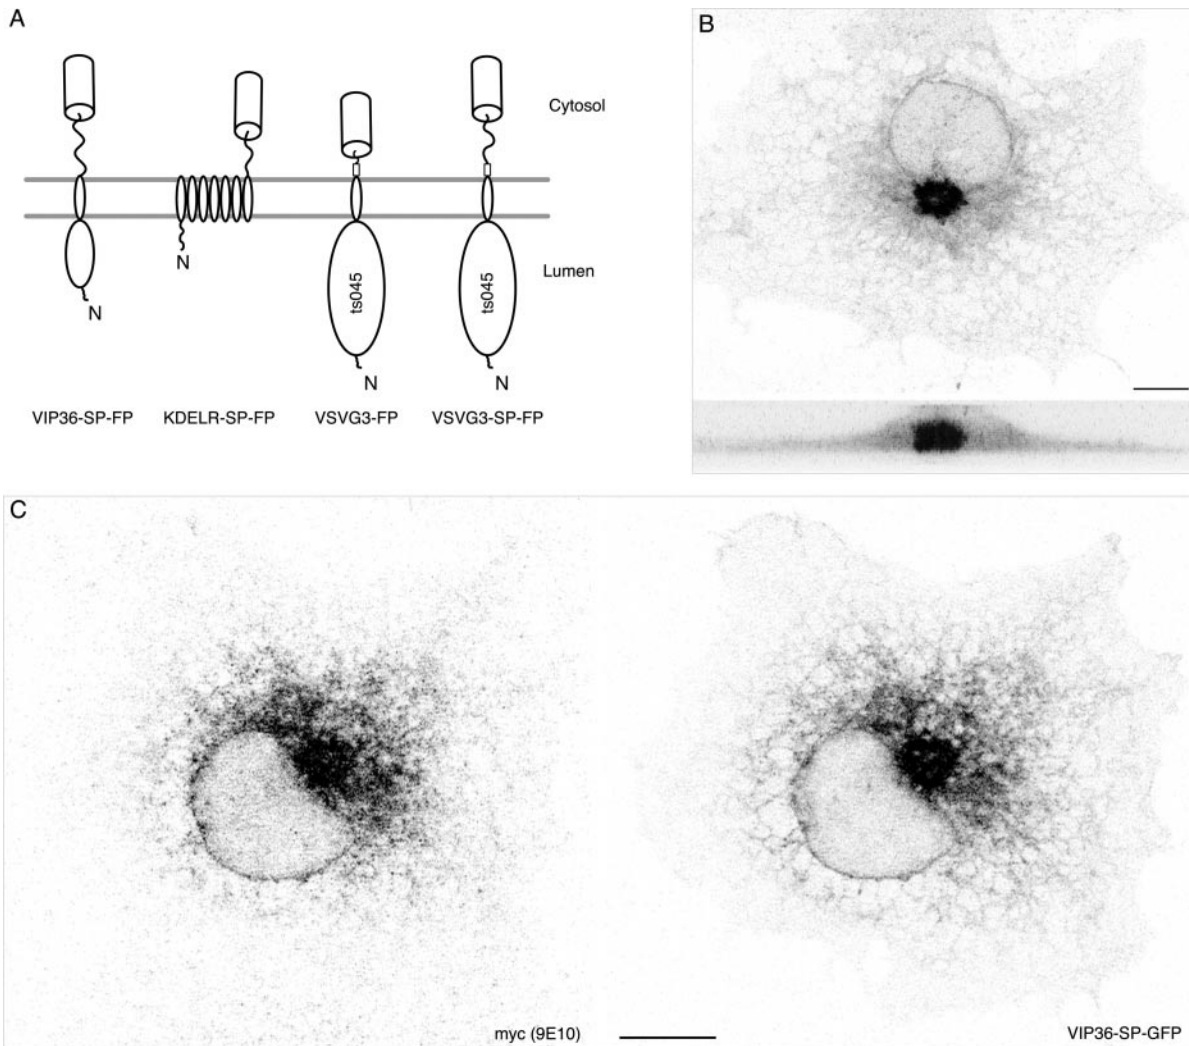 A
B
Cytosol
Lumen
ts045
ts045
N
N
N
N
VIP36-SP-FP
KDELR-SP-FP
VSVG3-FP
VSVG3-SP-FP
C
myc (9E10)
VIP36-SP-GFP